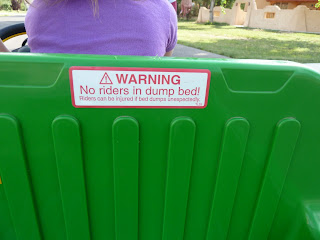 ⚠ WARNING
No riders in dump bed!
Riders can be injured if bed dumps unexpectedly.